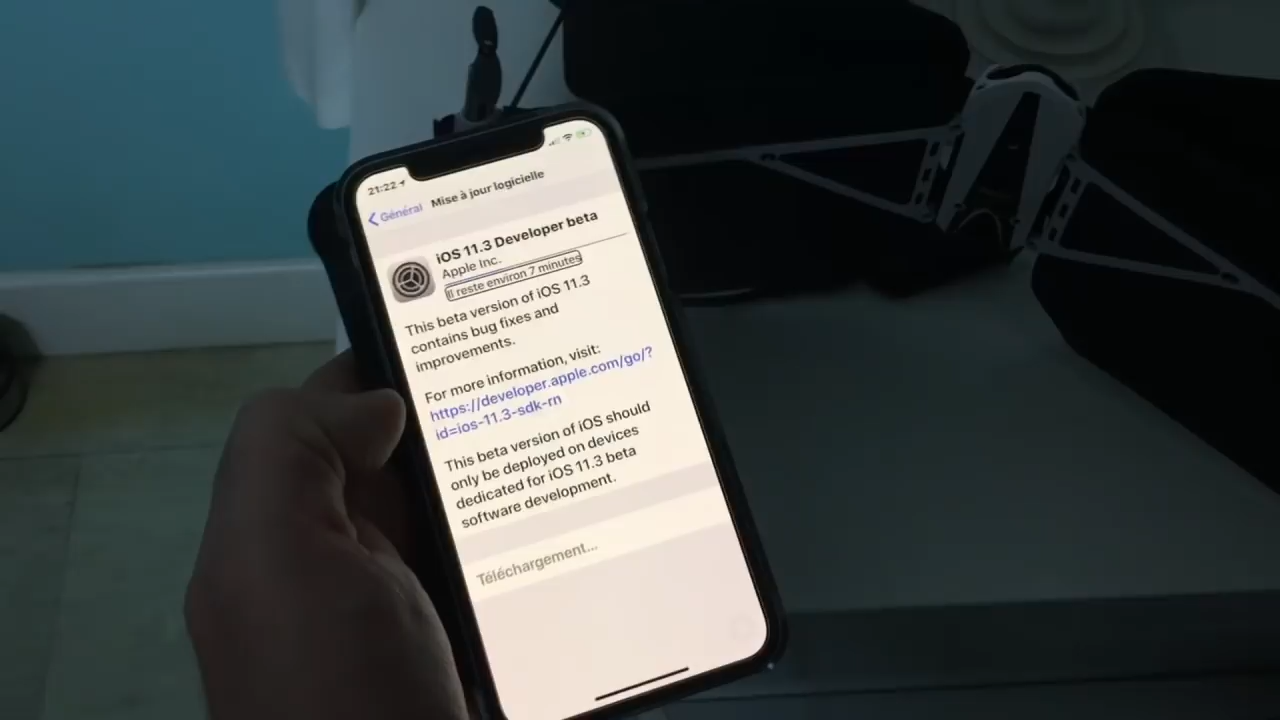 21:22
Général
Mise à jour logicielle
iOS 11.3 Developer beta
Apple Inc.
Il reste environ 7 minutes
This beta version of iOS 11.3
contains bug fixes and
improvements.
For more information, visit:
https://developer.apple.com/go/?
id=ios-11.3-sdk-rn
This beta version of iOS should
only be deployed on devices
dedicated for iOS 11.3 beta
software development.
Téléchargement...